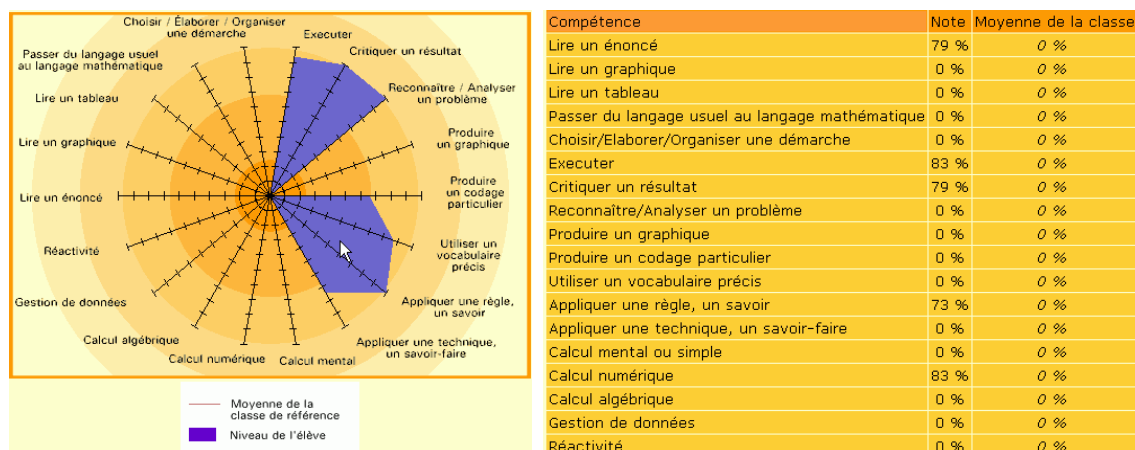 Choisir / Élaborer / Organiser
une démarche
Executer
Critiquer un résultat
Passer du langage usuel
au langage mathématique
Reconnaître / Analyser
un problème
Lire un tableau
Produire
un graphique
Lire un graphique
Produire
un codage
particulier
Lire un énoncé
Réactivité
Utiliser un
vocabulaire
précis
Gestion de données
Appliquer une règle,
un savoir
Calcul algébrique
Appliquer une technique,
un savoir-faire
Calcul numérique
Calcul mental
Moyenne de la
classe de référence
Niveau de l'élève
Compétence Note Moyenne de la classe
Lire un énoncé 79 % 0 %
Lire un graphique 0 % 0 %
Lire un tableau 0 % 0 %
Passer du langage usuel au langage mathématique 0 % 0 %
Choisir/Elaborer/Organiser une démarche 0 % 0 %
Executer 83 % 0 %
Critiquer un résultat 79 % 0 %
Reconnaître/Analyser un problème 0 % 0 %
Produire un graphique 0 % 0 %
Produire un codage particulier 0 % 0 %
Utiliser un vocabulaire précis 0 % 0 %
Appliquer une règle, un savoir 73 % 0 %
Appliquer une technique, un savoir-faire 0 % 0 %
Calcul mental ou simple 0 % 0 %
Calcul numérique 83 % 0 %
Calcul algébrique 0 % 0 %
Gestion de données 0 % 0 %
Réactivité 0 % 0 %